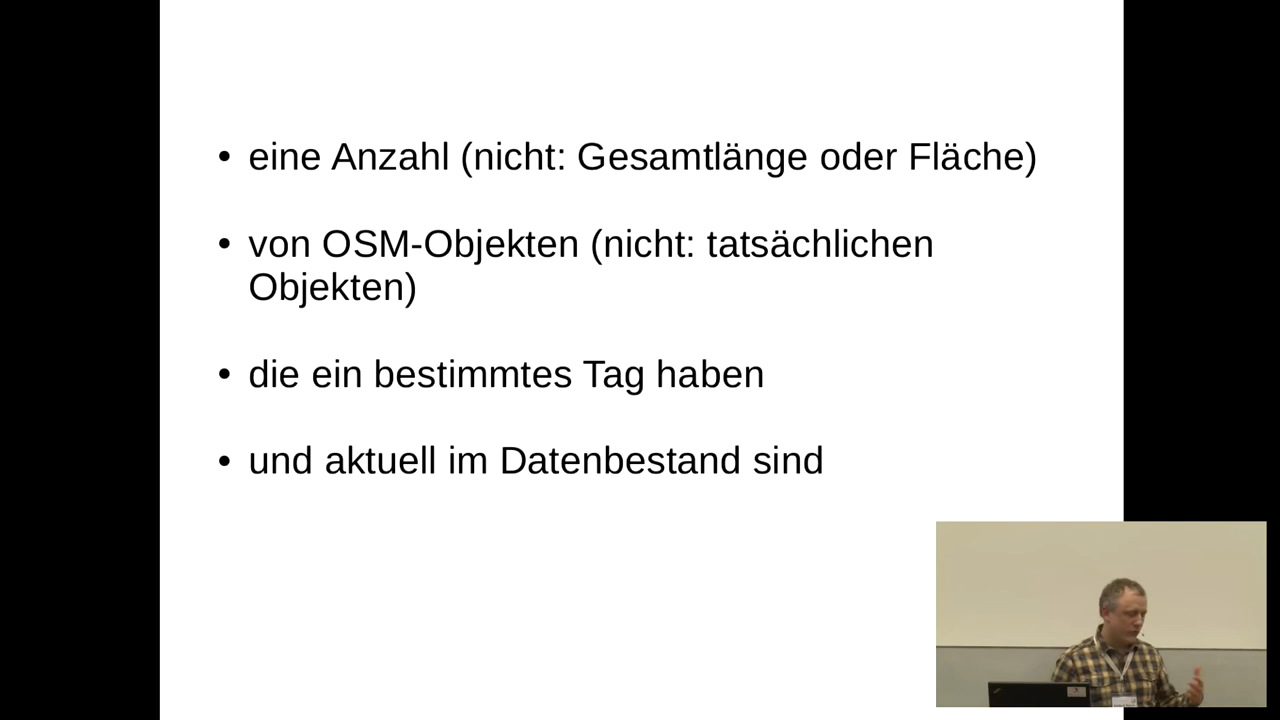 • eine Anzahl (nicht: Gesamtlänge oder Fläche)
• von OSM-Objekten (nicht: tatsächlichen
Objekten)
• die ein bestimmtes Tag haben
• und aktuell im Datenbestand sind